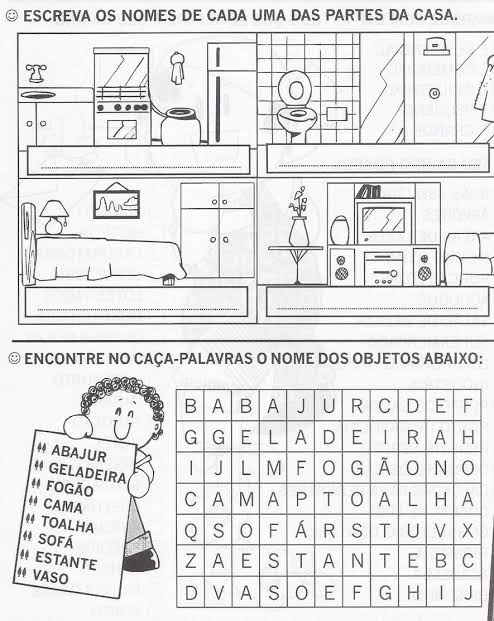 ESCREVA OS NOMES DE CADA UMA DAS PARTES DA CASA.
ENCONTRE NO CAÇA-PALAVRAS O NOME DOS OBJETOS ABAIXO:
ABAJUR
GELADEIRA
FOGÃO
CAMA
TOALHA
SOFÁ
ESTANTE
VASO
B A B A J U R C D E F
G G E L A D E I R A H
I J L M F O G Ã O N O
C A M A P T O A L H A
Q S O F Á R S T U V X
Z A E S T A N T E B C
D V A S O E F G H I J